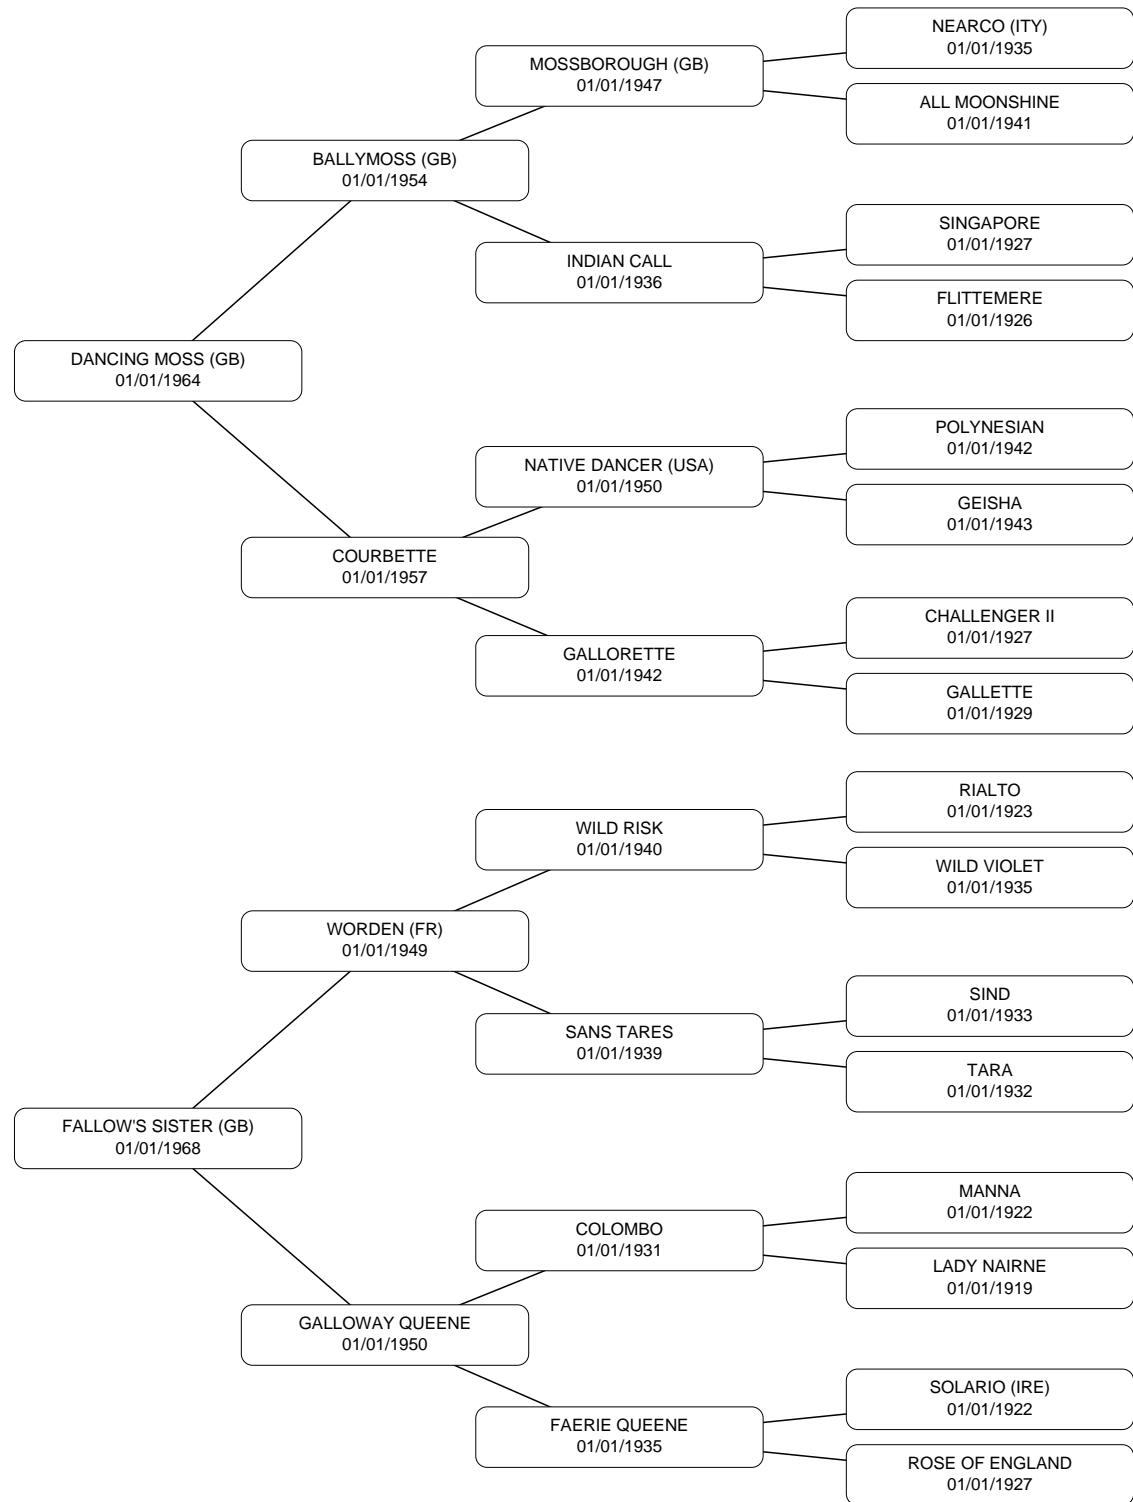 NEARCO (ITY)
01/01/1935
MOSSBOROUGH (GB)
01/01/1947
ALL MOONSHINE
01/01/1941
BALLYMOSS (GB)
01/01/1954
SINGAPORE
01/01/1927
INDIAN CALL
01/01/1936
FLITTEMERE
01/01/1926
DANCING MOSS (GB)
01/01/1964
POLYNESIAN
01/01/1942
NATIVE DANCER (USA)
01/01/1950
GEISHA
01/01/1943
COURBETTE
01/01/1957
CHALLENGER II
01/01/1927
GALLORETTE
01/01/1942
GALLETTE
01/01/1929
RIALTO
01/01/1923
WILD RISK
01/01/1940
WILD VIOLET
01/01/1935
WORDEN (FR)
01/01/1949
SIND
01/01/1933
SANS TARES
01/01/1939
TARA
01/01/1932
FALLOW'S SISTER (GB)
01/01/1968
MANNA
01/01/1922
COLOMBO
01/01/1931
LADY NAIRNE
01/01/1919
GALLOWAY QUEENE
01/01/1950
SOLARIO (IRE)
01/01/1922
FAERIE QUEENE
01/01/1935
ROSE OF ENGLAND
01/01/1927